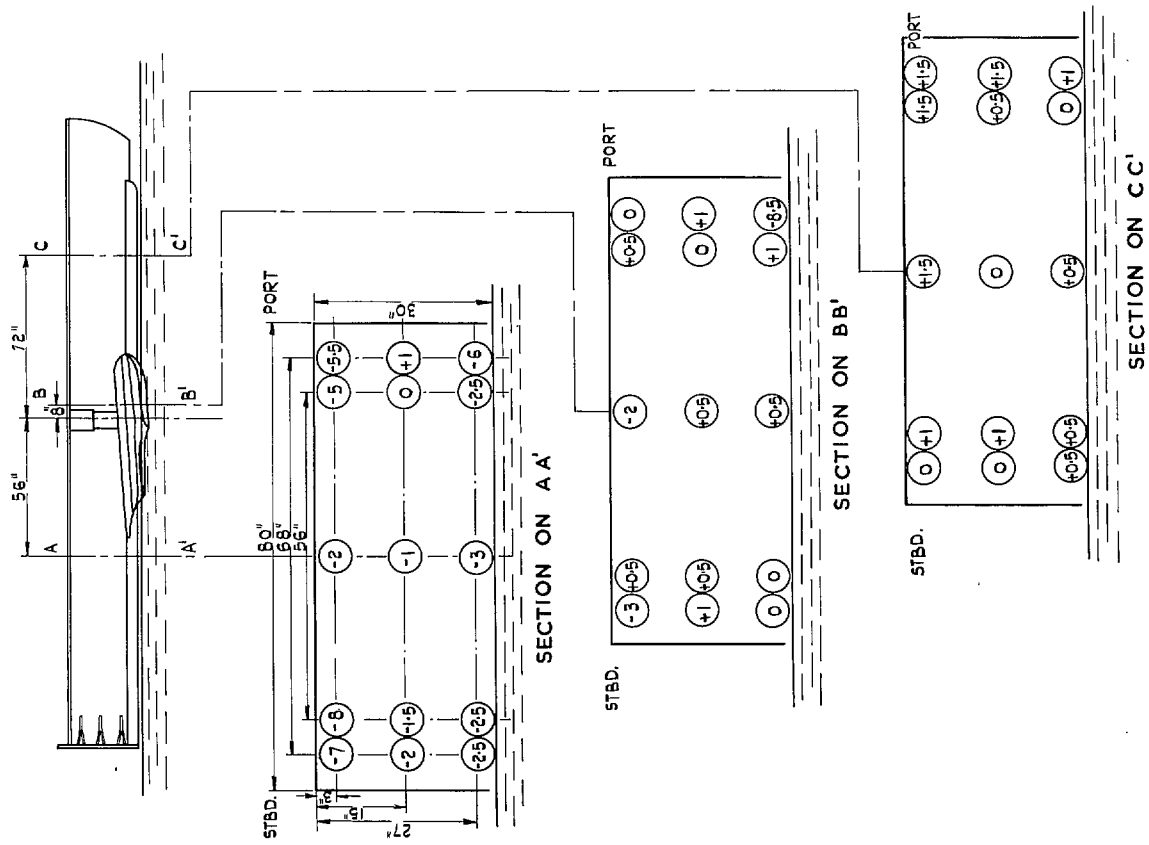 56" 8" 72"
A B C
A' B' C'
STBD. PORT
80"
68"
56"
30"
3"
15"
27"
-7 -8 -2 -5 -5·5
-2 -1·5 -1 0 +1
-2·5 -2·5 -3 -2·5 -6
SECTION ON AA'
STBD. PORT
-3 +0·5 -2 +0·5 0
+1 +0·5 +0·5 0 +1
0 0 +0·5 +1 -8·5
SECTION ON BB'
STBD. PORT
0 +1 +1·5 +1·5 +1·5
0 +1 0 +0·5 +1·5
+0·5 +0·5 +0·5 0 +1
SECTION ON CC'